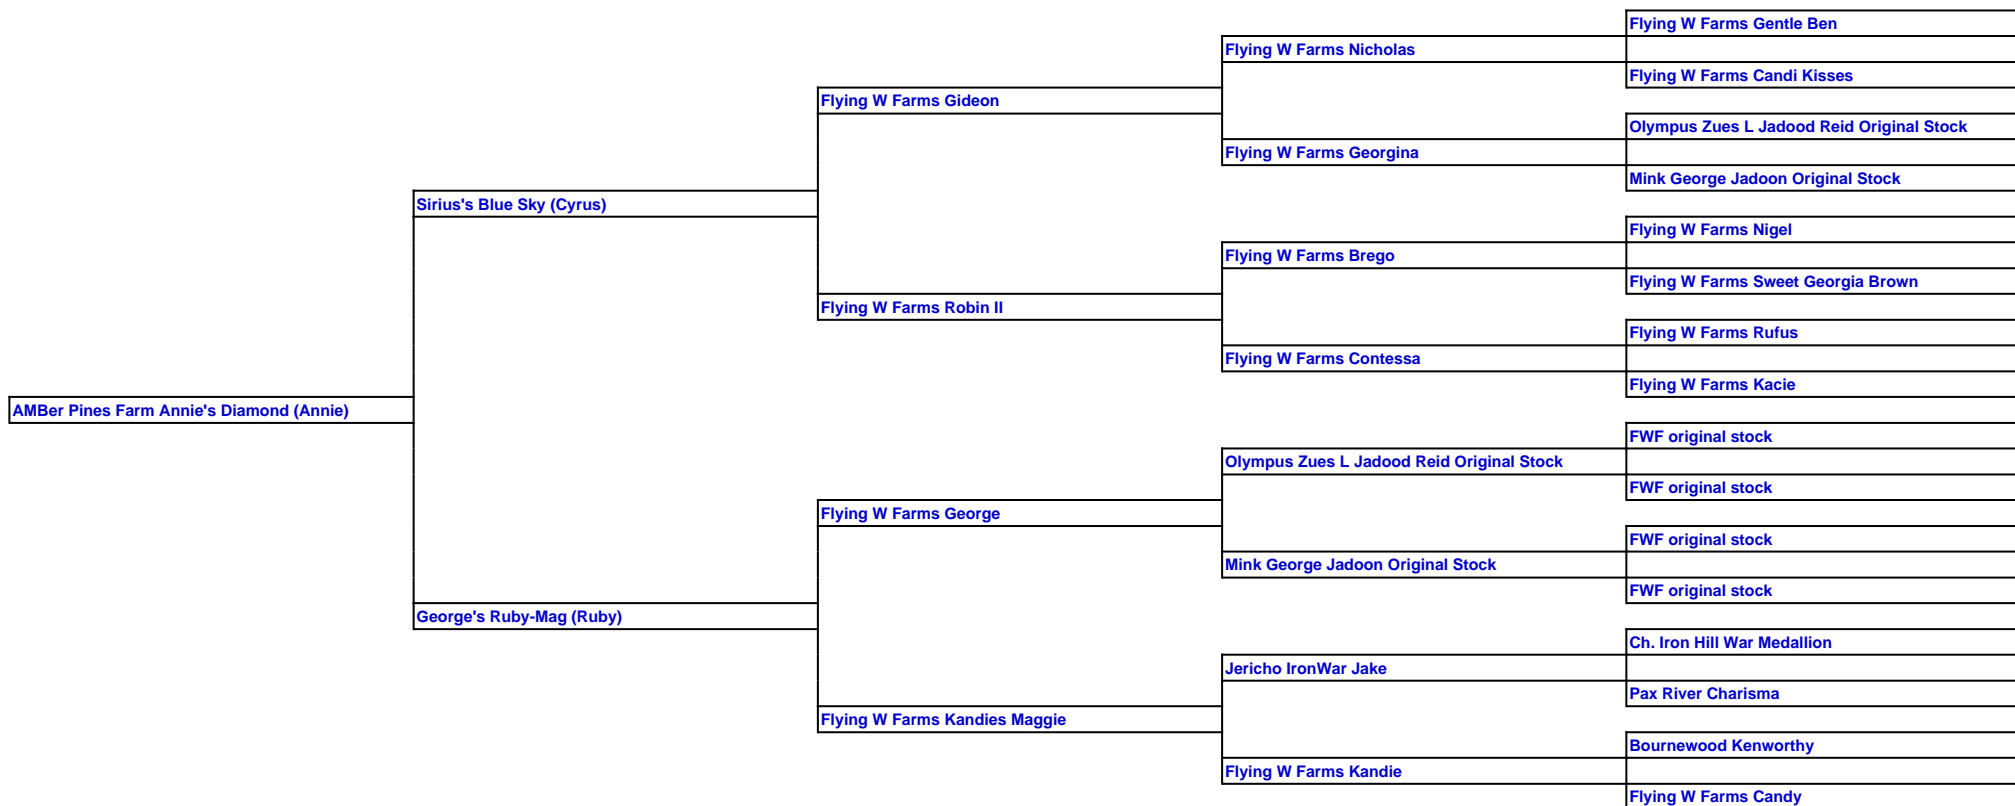 Flying W Farms Gentle Ben
Flying W Farms Nicholas
Flying W Farms Candi Kisses
Flying W Farms Gideon
Olympus Zues L Jadood Reid Original Stock
Flying W Farms Georgina
Mink George Jadoon Original Stock
Sirius's Blue Sky (Cyrus)
Flying W Farms Nigel
Flying W Farms Brego
Flying W Farms Sweet Georgia Brown
Flying W Farms Robin II
Flying W Farms Rufus
Flying W Farms Contessa
Flying W Farms Kacie
AMBer Pines Farm Annie's Diamond (Annie)
FWF original stock
Olympus Zues L Jadood Reid Original Stock
FWF original stock
Flying W Farms George
FWF original stock
Mink George Jadoon Original Stock
FWF original stock
George's Ruby-Mag (Ruby)
Ch. Iron Hill War Medallion
Jericho IronWar Jake
Pax River Charisma
Flying W Farms Kandies Maggie
Bournewood Kenworthy
Flying W Farms Kandie
Flying W Farms Candy